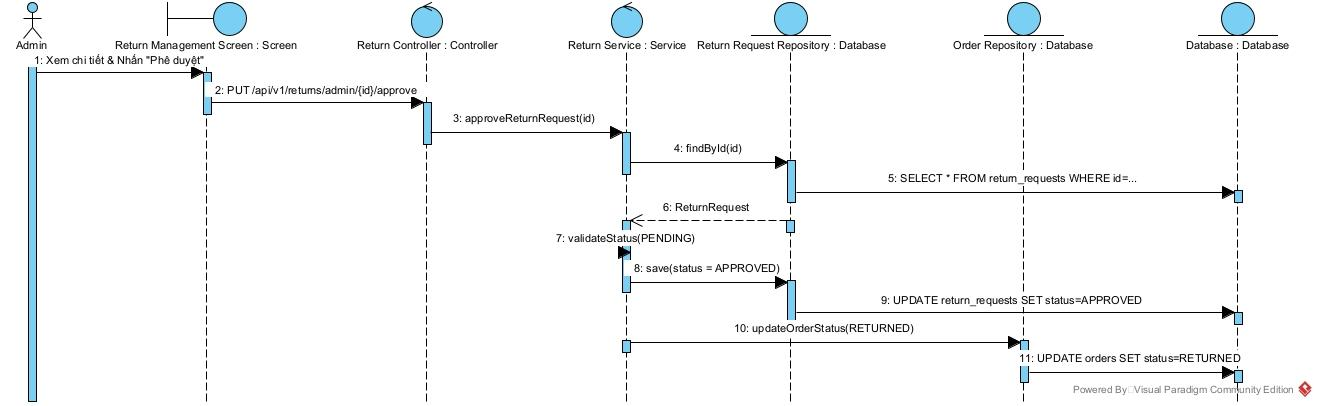 Admin
Return Management Screen : Screen
Return Controller : Controller
Return Service : Service
Return Request Repository : Database
Order Repository : Database
Database : Database
1: Xem chi tiết & Nhấn "Phê duyệt"
2: PUT /api/v1/returns/admin/{id}/approve
3: approveReturnRequest(id)
4: findById(id)
5: SELECT * FROM return_requests WHERE id=...
6: ReturnRequest
7: validateStatus(PENDING)
8: save(status = APPROVED)
9: UPDATE return_requests SET status=APPROVED
10: updateOrderStatus(RETURNED)
11: UPDATE orders SET status=RETURNED
Powered By Visual Paradigm Community Edition